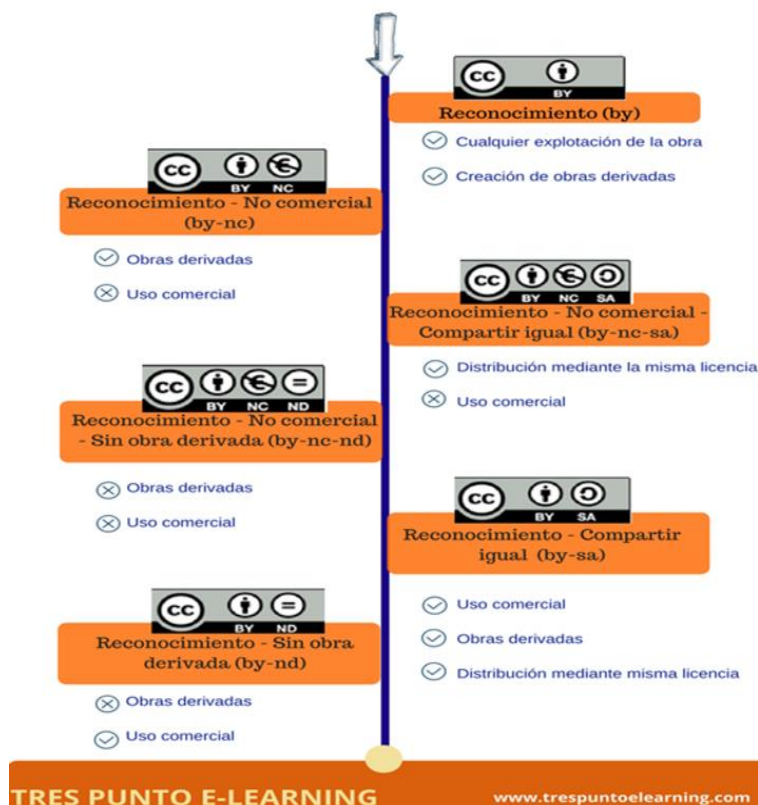 CC
BY
Reconocimiento (by)
Cualquier explotación de la obra
Creación de obras derivadas
CC
BY NC
Reconocimiento - No comercial
(by-nc)
Obras derivadas
Uso comercial
CC
BY NC SA
Reconocimiento - No comercial -
Compartir igual (by-nc-sa)
Distribución mediante la misma licencia
Uso comercial
CC
BY NC ND
Reconocimiento - No comercial
- Sin obra derivada (by-nc-nd)
Obras derivadas
Uso comercial
CC
BY SA
Reconocimiento - Compartir
igual (by-sa)
Uso comercial
Obras derivadas
Distribución mediante misma licencia
CC
BY ND
Reconocimiento - Sin obra
derivada (by-nd)
Obras derivadas
Uso comercial
TRES PUNTO E-LEARNING
www.trespuntoelearning.com